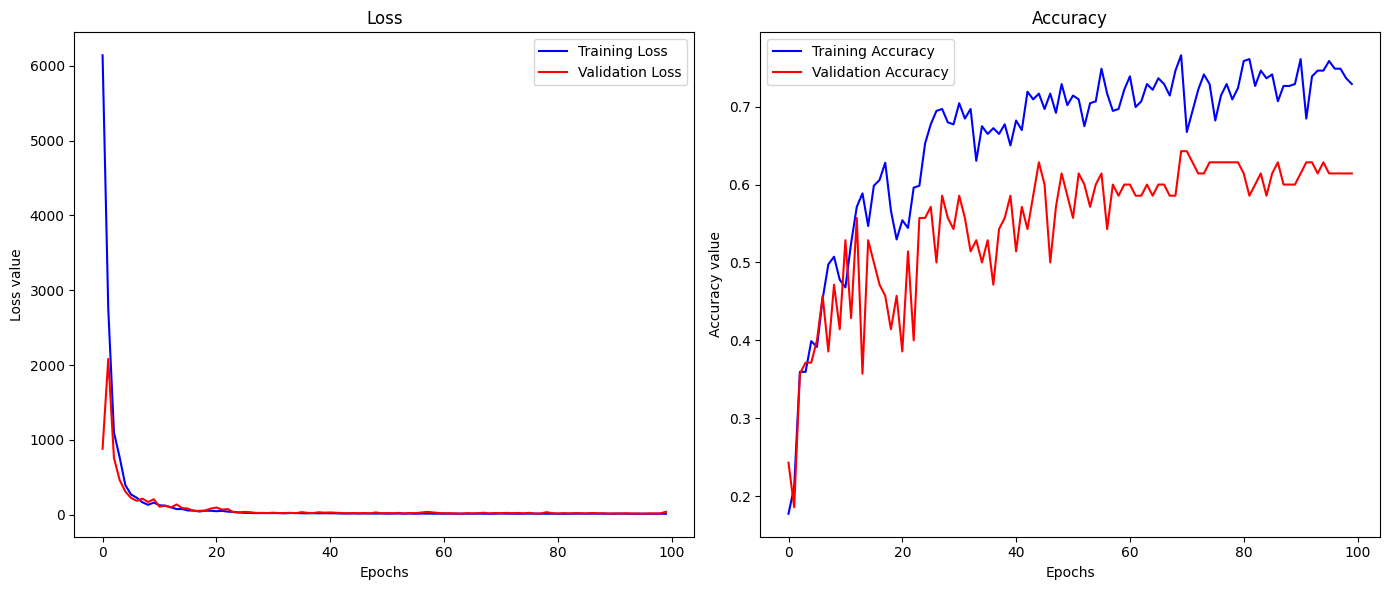 Loss
Training Loss
Validation Loss
6000
5000
4000
3000
2000
1000
0
Loss value
0 20 40 60 80 100
Epochs
Accuracy
Training Accuracy
Validation Accuracy
0.7
0.6
0.5
0.4
0.3
0.2
Accuracy value
0 20 40 60 80 100
Epochs